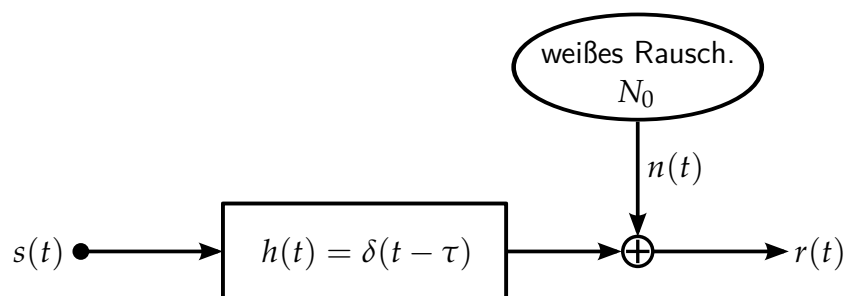 weißes Rausch.
N₀
n(t)
s(t)
h(t) = δ(t − τ)
r(t)